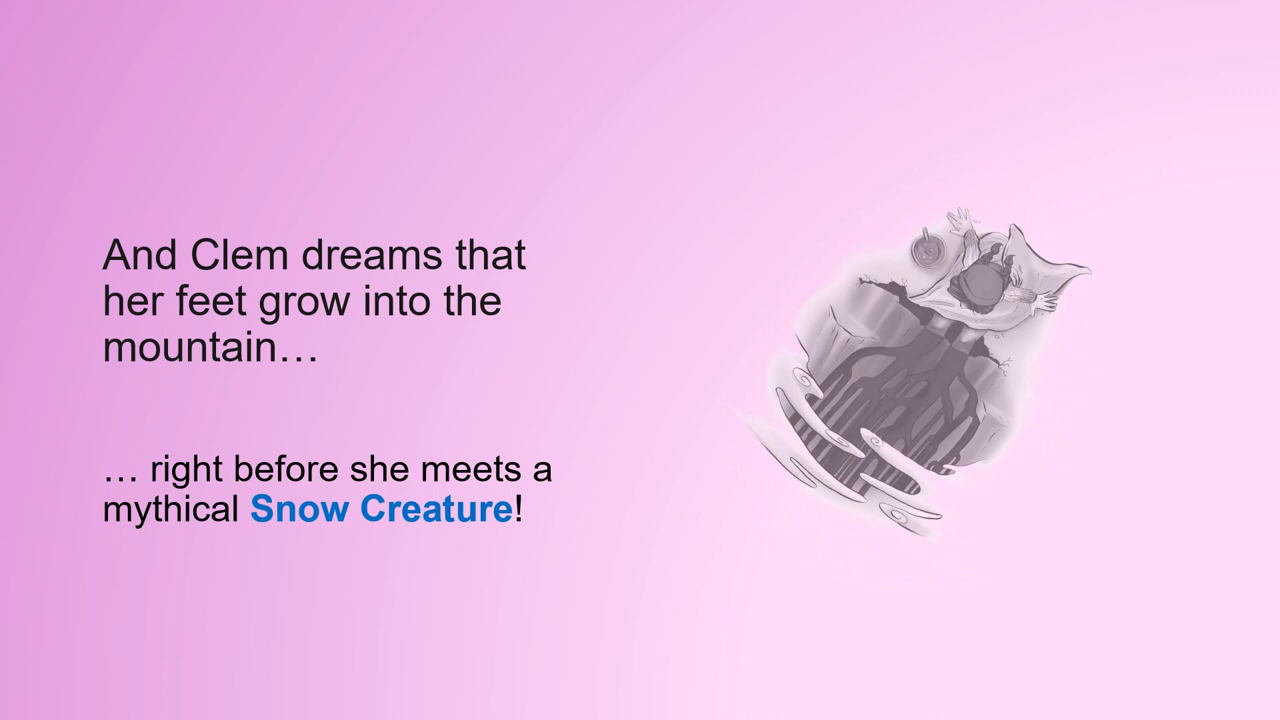 And Clem dreams that
her feet grow into the
mountain…
… right before she meets a
mythical Snow Creature!